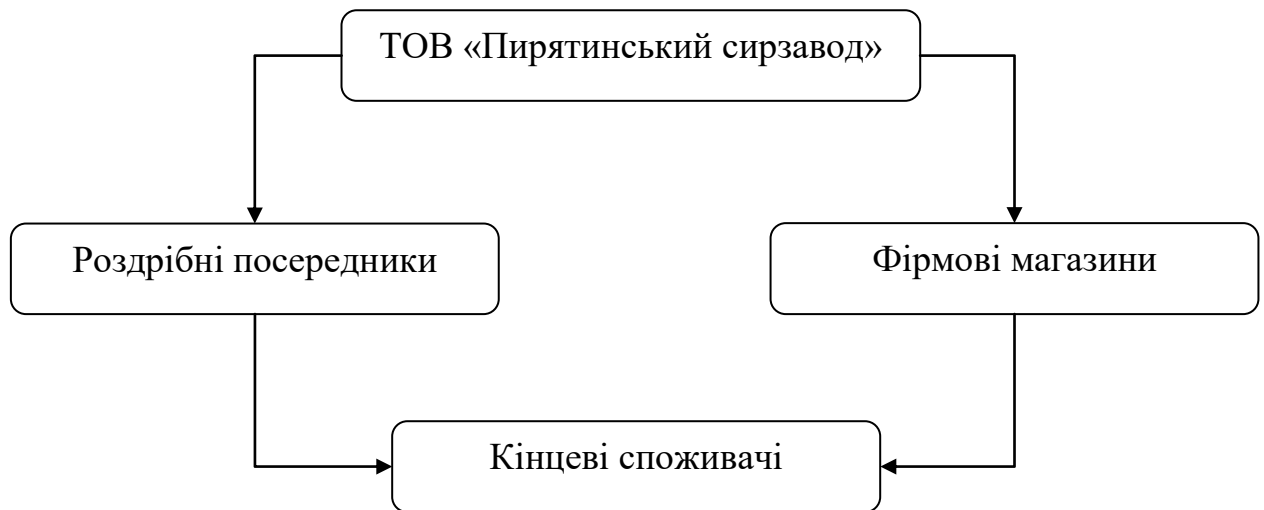 ТОВ «Пирятинський сирзавод»
Роздрібні посередники
Фірмові магазини
Кінцеві споживачі